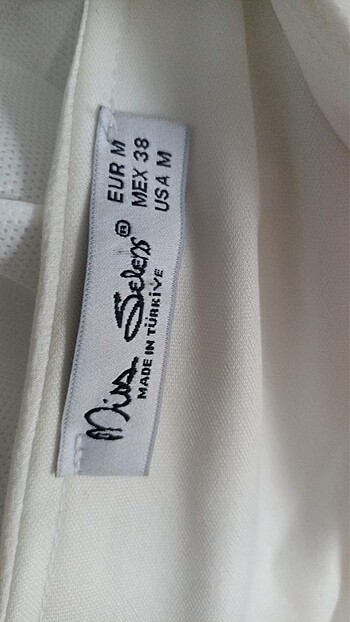 Miss Selens®
MADE IN TÜRKİYE
EUR M
MEX 38
USA M